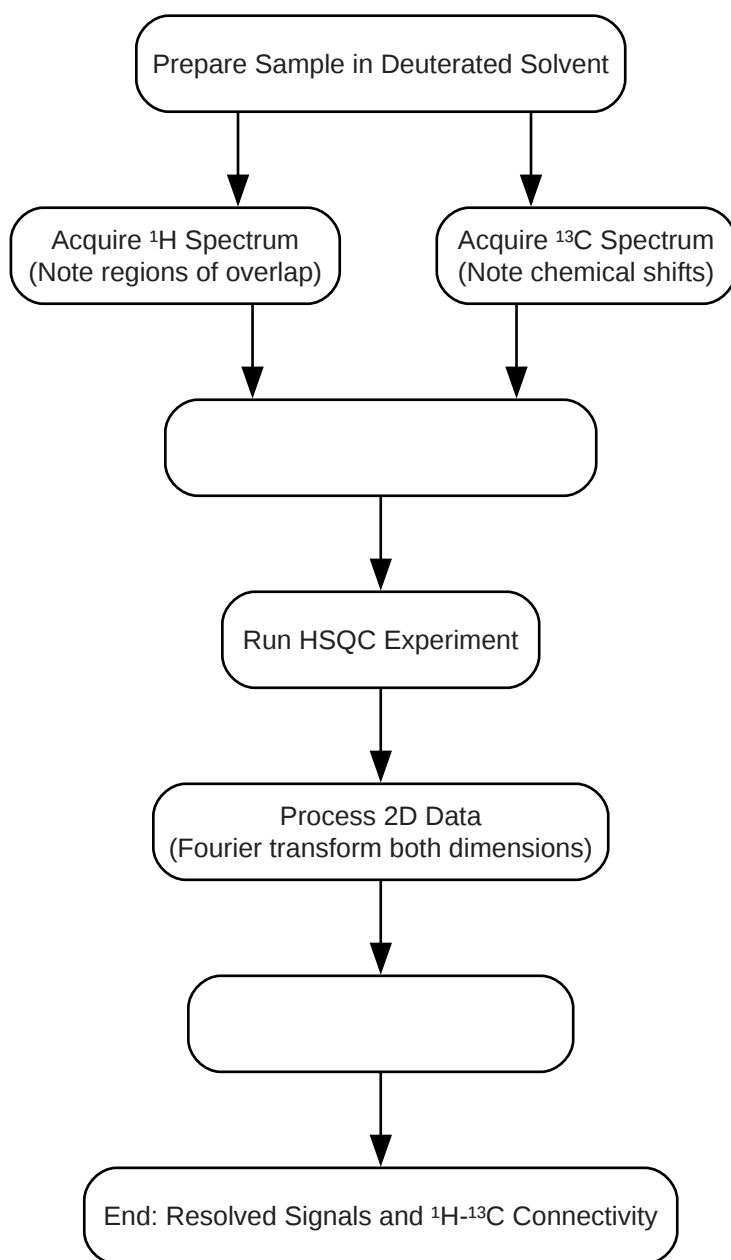 Prepare Sample in Deuterated Solvent
Acquire ¹H Spectrum
(Note regions of overlap)
Acquire ¹³C Spectrum
(Note chemical shifts)
Run HSQC Experiment
Process 2D Data
(Fourier transform both dimensions)
End: Resolved Signals and ¹H-¹³C Connectivity